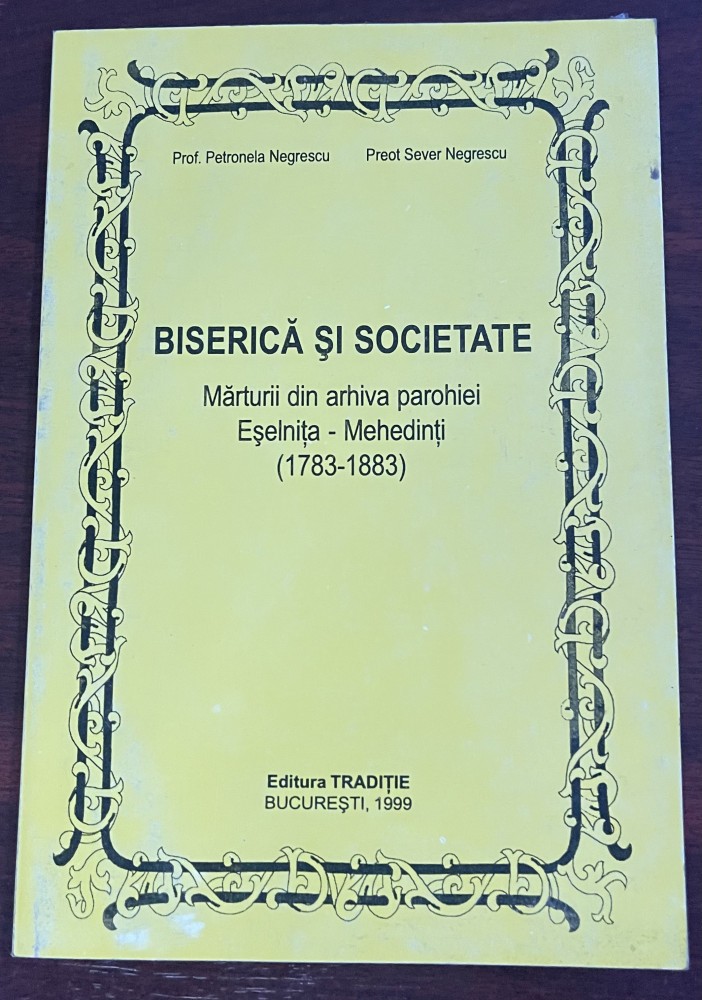 Prof. Petronela Negrescu Preot Sever Negrescu
BISERICĂ ŞI SOCIETATE
Mărturii din arhiva parohiei
Eşelniţa - Mehedinţi
(1783-1883)
Editura TRADIŢIE
BUCUREŞTI, 1999